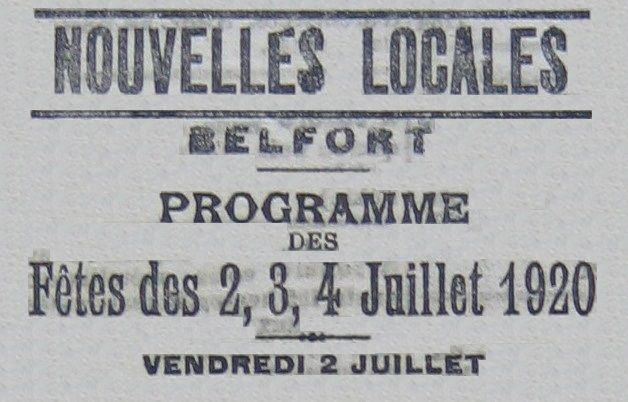 NOUVELLES LOCALES
BELFORT
PROGRAMME
DES
Fêtes des 2, 3, 4 Juillet 1920
VENDREDI 2 JUILLET